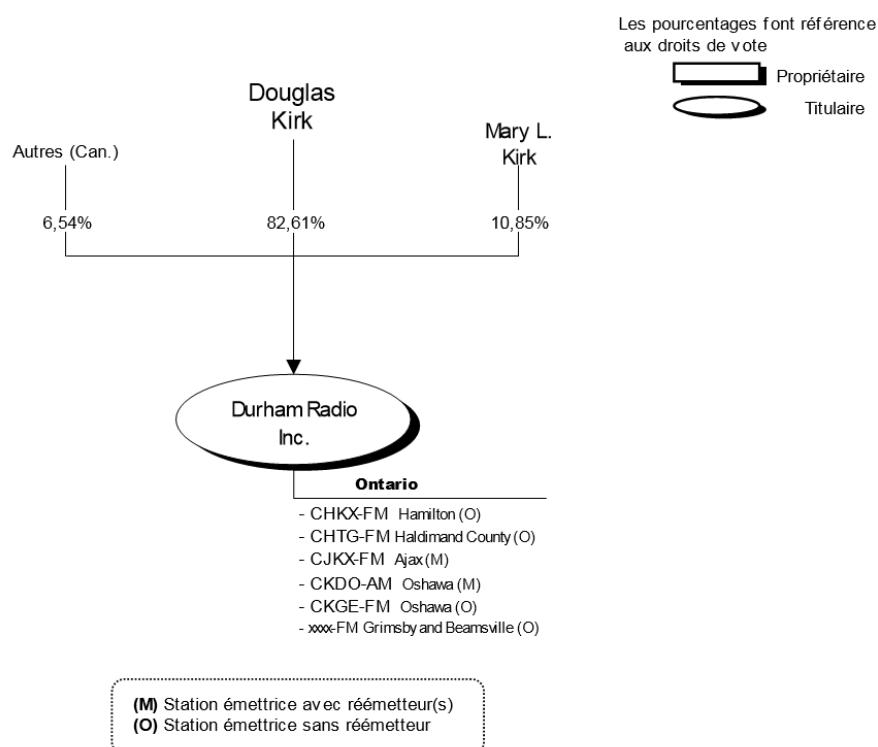 Les pourcentages font référence
aux droits de vote
Propriétaire
Titulaire
Douglas
Kirk
Mary L.
Kirk
Autres (Can.)
6,54%
82,61%
10,85%
Durham Radio
Inc.
Ontario
- CHKX-FM Hamilton (O)
- CHTG-FM Haldimand County (O)
- CJKX-FM Ajax (M)
- CKDO-AM Oshawa (M)
- CKGE-FM Oshawa (O)
- xxxx-FM Grimsby and Beamsville (O)
(M) Station émettrice avec réémetteur(s)
(O) Station émettrice sans réémetteur